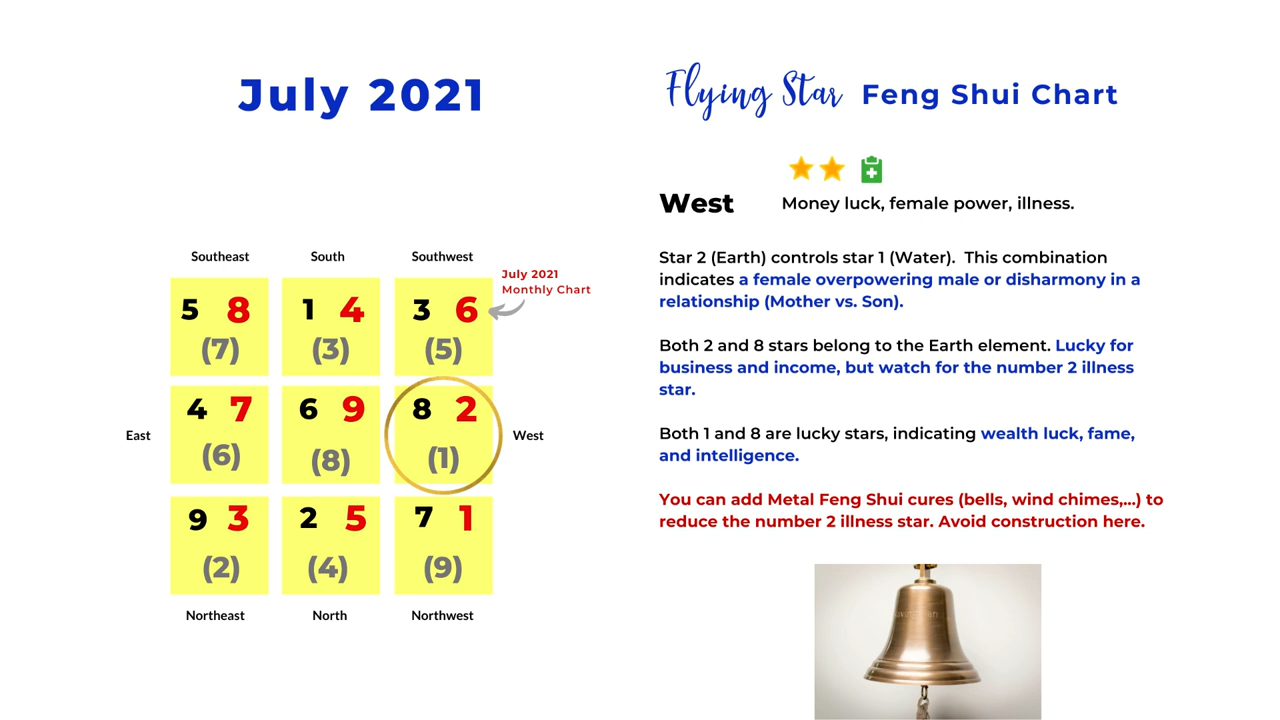 July 2021
Flying Star Feng Shui Chart
West
Money luck, female power, illness.
Southeast South Southwest
July 2021
Monthly Chart
5 8 1 4 3 6
(7) (3) (5)
East
4 7 6 9 8 2
(6) (8) (1)
West
9 3 2 5 7 1
(2) (4) (9)
Northeast North Northwest
Star 2 (Earth) controls star 1 (Water). This combination
indicates a female overpowering male or disharmony in a
relationship (Mother vs. Son).
Both 2 and 8 stars belong to the Earth element. Lucky for
business and income, but watch for the number 2 illness
star.
Both 1 and 8 are lucky stars, indicating wealth luck, fame,
and intelligence.
You can add Metal Feng Shui cures (bells, wind chimes,...) to
reduce the number 2 illness star. Avoid construction here.